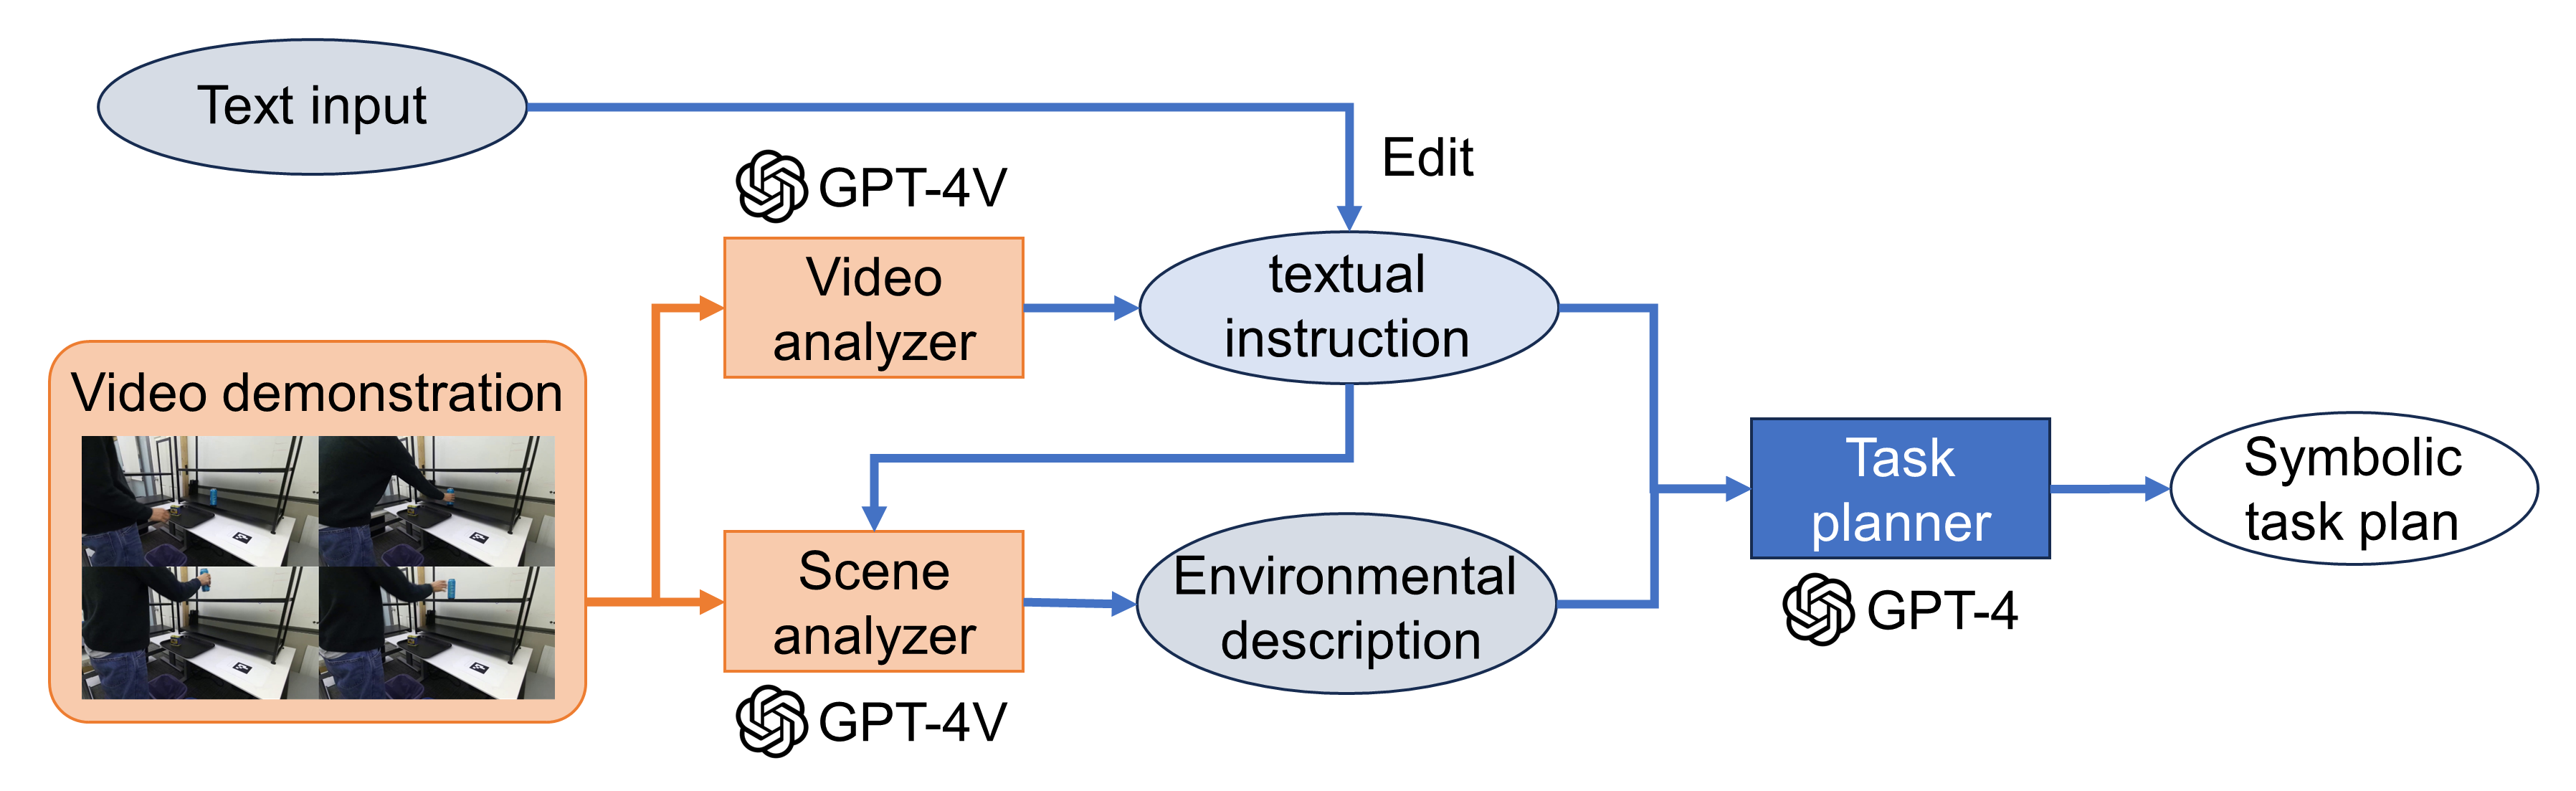 Text input
Edit
GPT-4V
Video
analyzer
textual
instruction
Video demonstration
Task
planner
GPT-4
Symbolic
task plan
Scene
analyzer
GPT-4V
Environmental
description